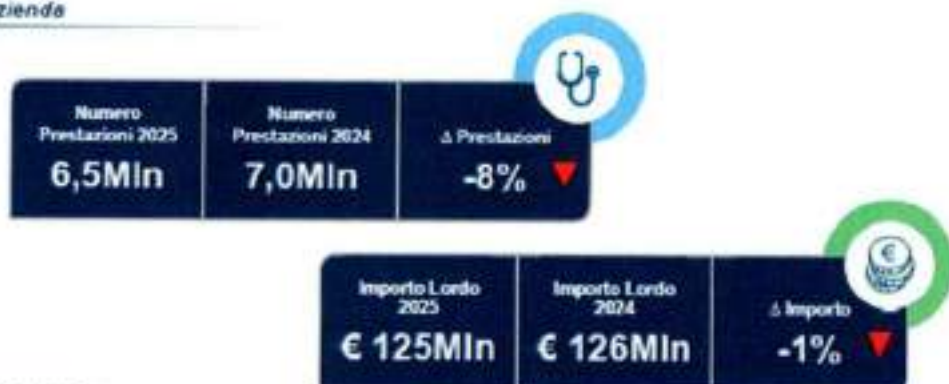 zienda
Numero
Prestazioni 2025
6,5Mln
Numero
Prestazioni 2024
7,0Mln
Δ Prestazioni
-8%
Importo Lordo
2025
€ 125Mln
Importo Lordo
2024
€ 126Mln
Δ Importo
-1%